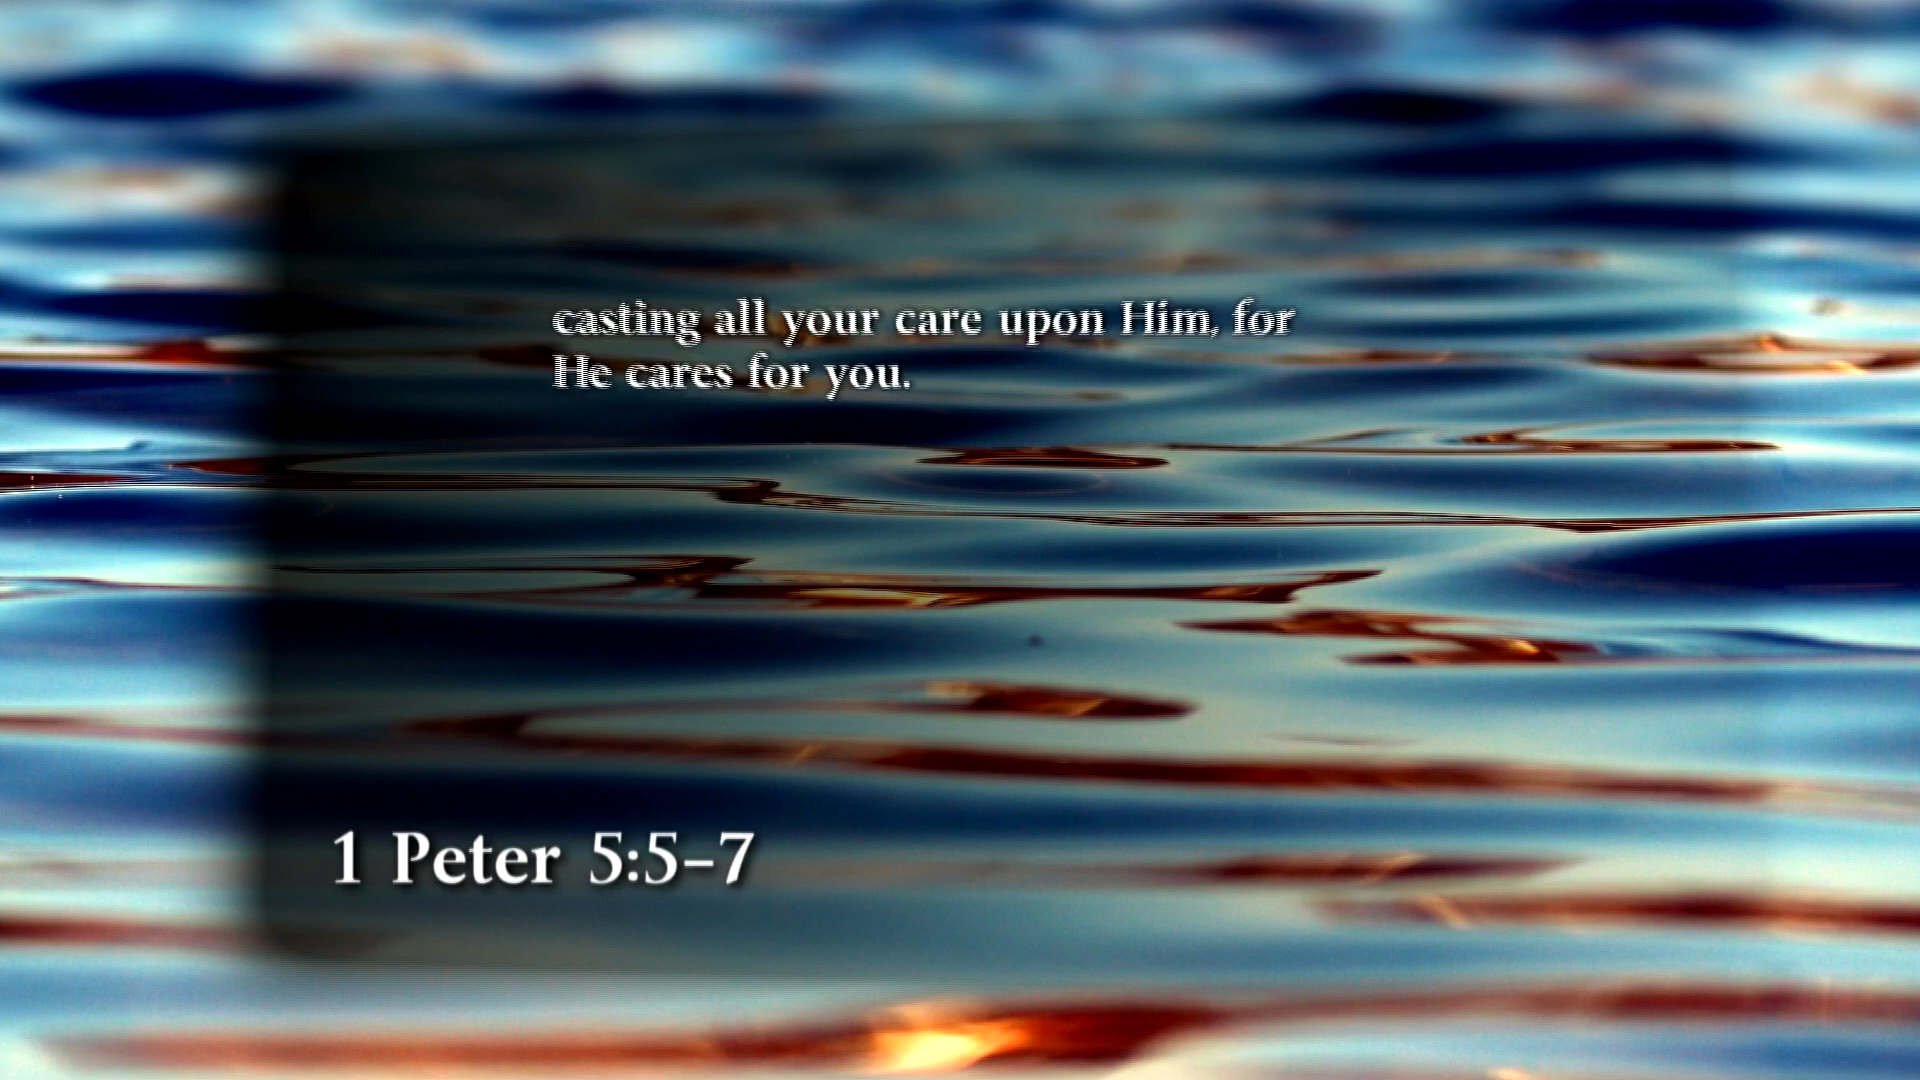 casting all your care upon Him, for
He cares for you.
1 Peter 5:5–7